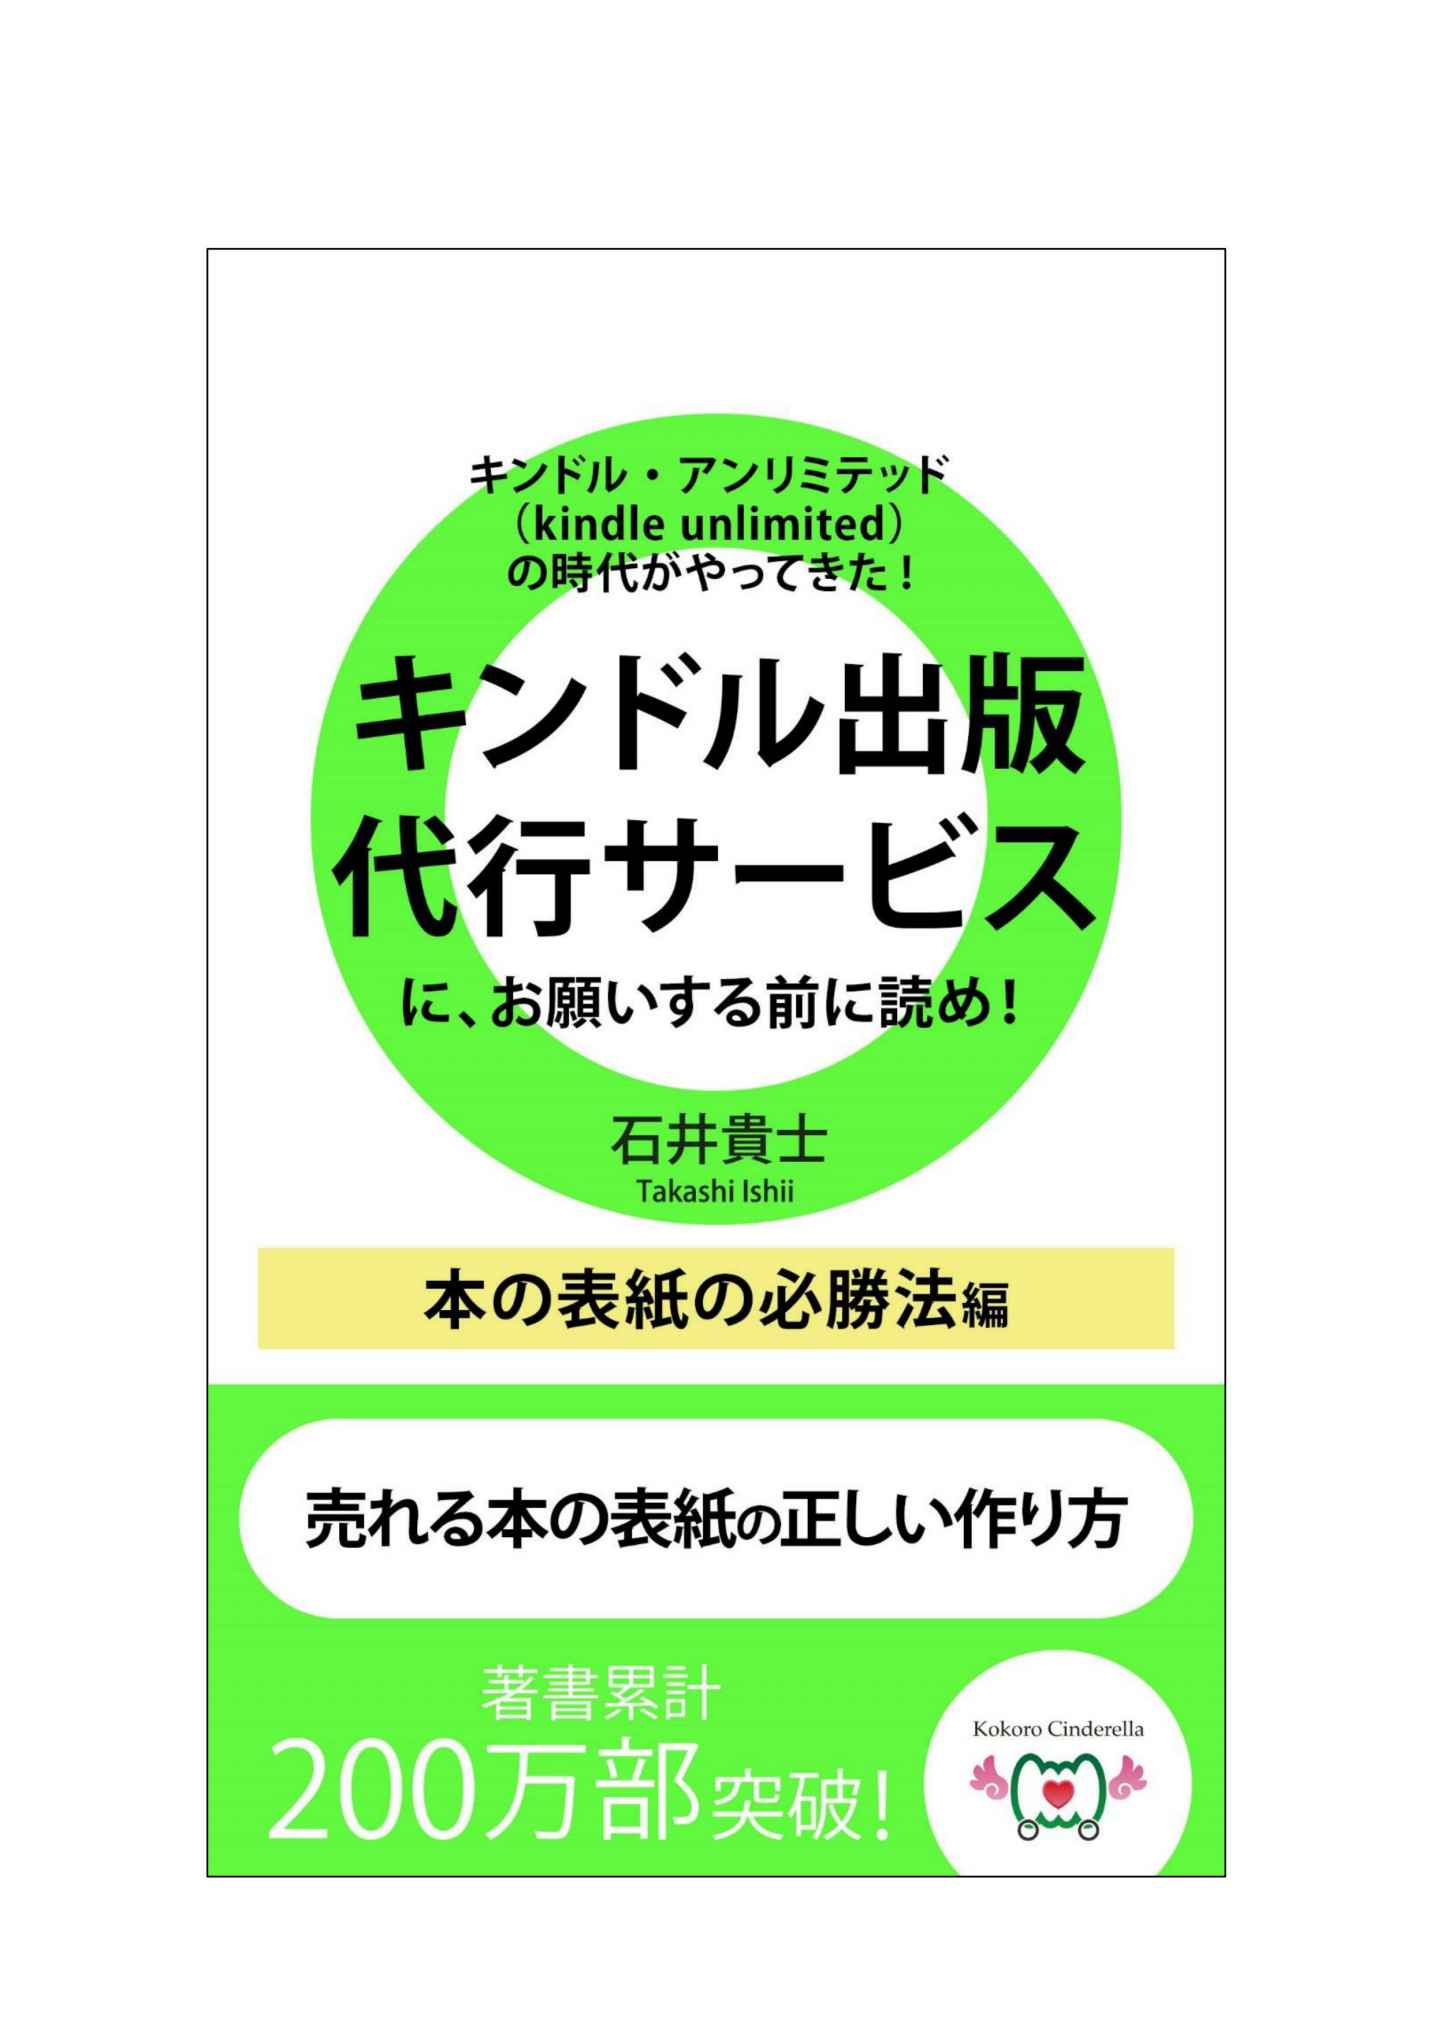 キンドル・アンリミテッド
（kindle unlimited）
の時代がやってきた！
キンドル出版
代行サービス
に、お願いする前に読め！
石井貴士
Takashi Ishii
本の表紙の必勝法編
売れる本の表紙の正しい作り方
著書累計
200万部突破！
Kokoro Cinderella